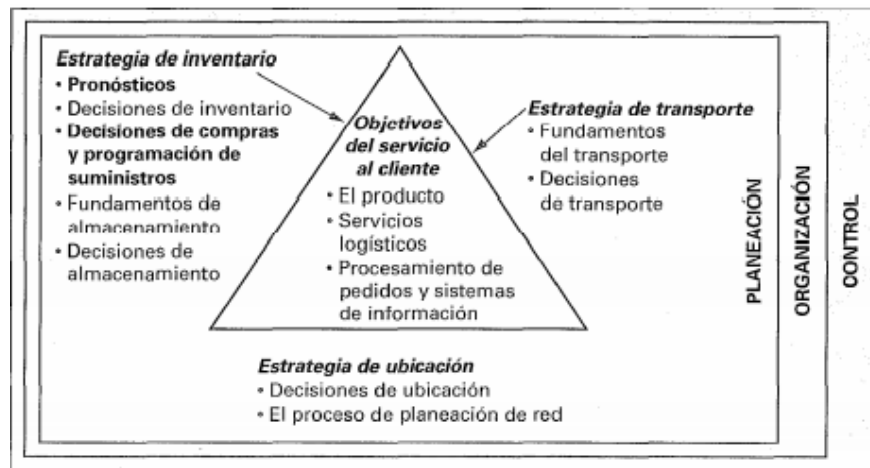 Estrategia de inventario
• Pronósticos
• Decisiones de inventario
• Decisiones de compras
y programación de
suministros
• Fundamentos de
almacenamiento
• Decisiones de
almacenamiento
Objetivos
del servicio
al cliente
• El producto
• Servicios
logísticos
• Procesamiento de
pedidos y sistemas
de información
Estrategia de transporte
• Fundamentos
del transporte
• Decisiones
de transporte
Estrategia de ubicación
• Decisiones de ubicación
• El proceso de planeación de red
PLANEACIÓN
ORGANIZACIÓN
CONTROL